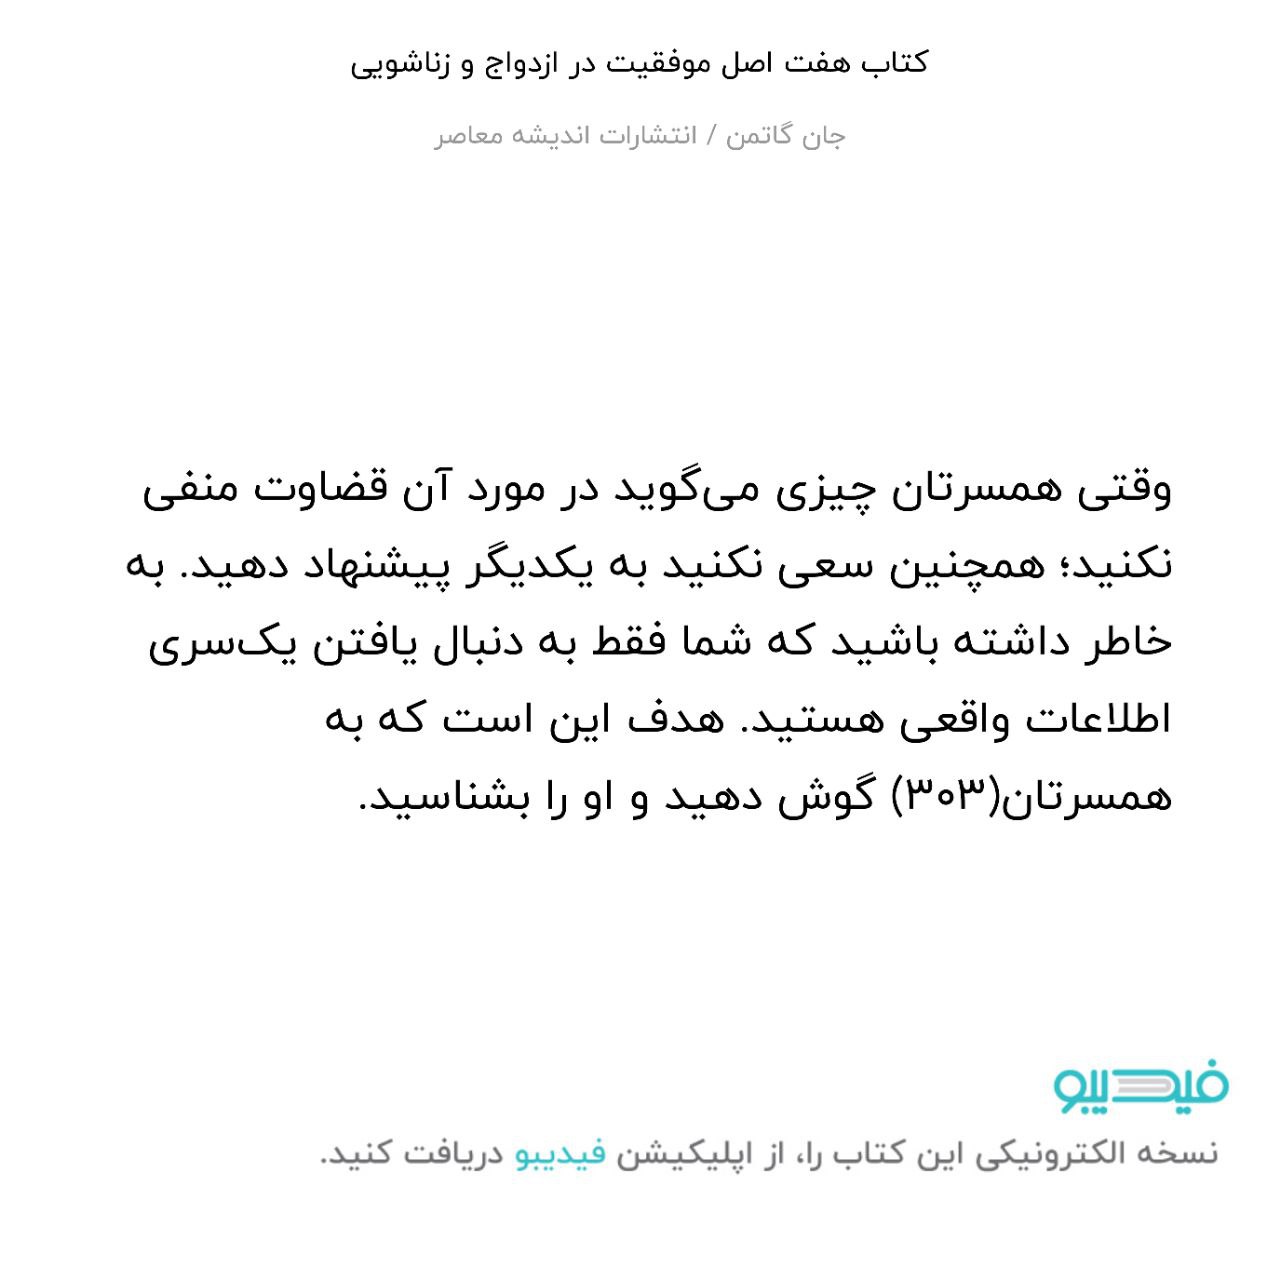 کتاب هفت اصل موفقیت در ازدواج و زناشویی
جان گاتمن / انتشارات اندیشه معاصر
وقتی همسرتان چیزی می‌گوید در مورد آن قضاوت منفی
نکنید؛ همچنین سعی نکنید به یکدیگر پیشنهاد دهید. به
خاطر داشته باشید که شما فقط به دنبال یافتن یک‌سری
اطلاعات واقعی هستید. هدف این است که به
همسرتان(۳۰۳) گوش دهید و او را بشناسید.
فیدیبو
نسخه الکترونیکی این کتاب را، از اپلیکیشن فیدیبو دریافت کنید.